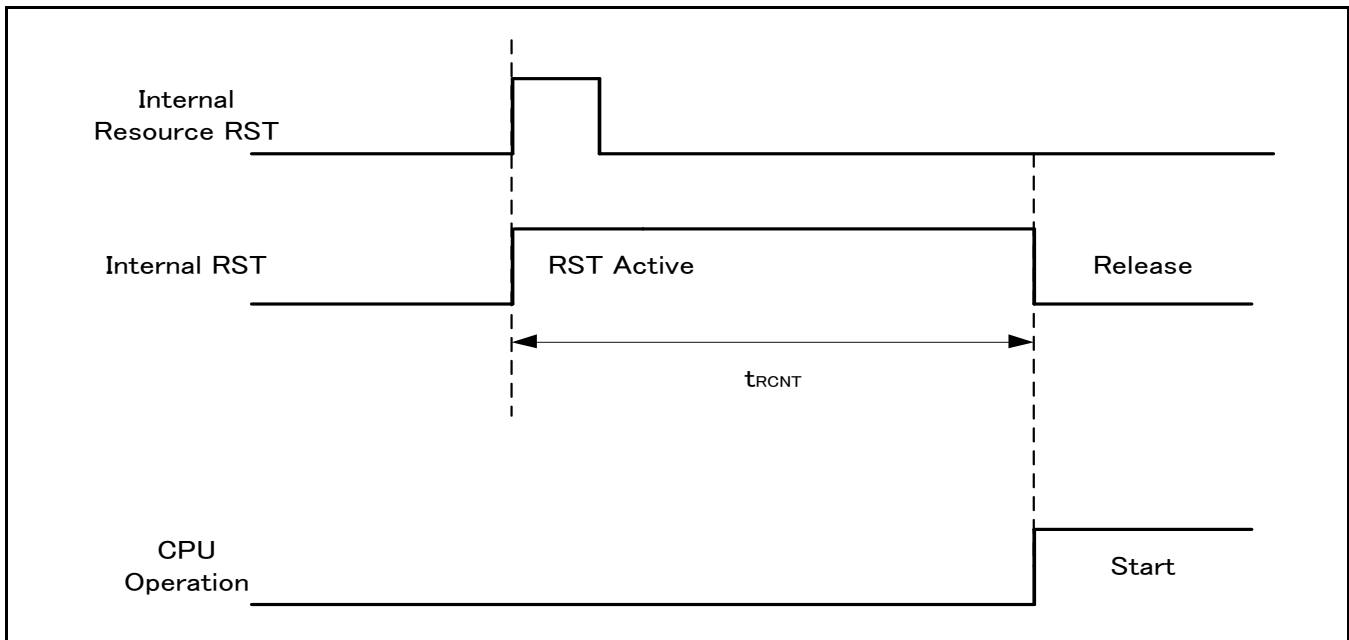 Internal
Resource RST
Internal RST
RST Active
Release
tRCNT
CPU
Operation
Start